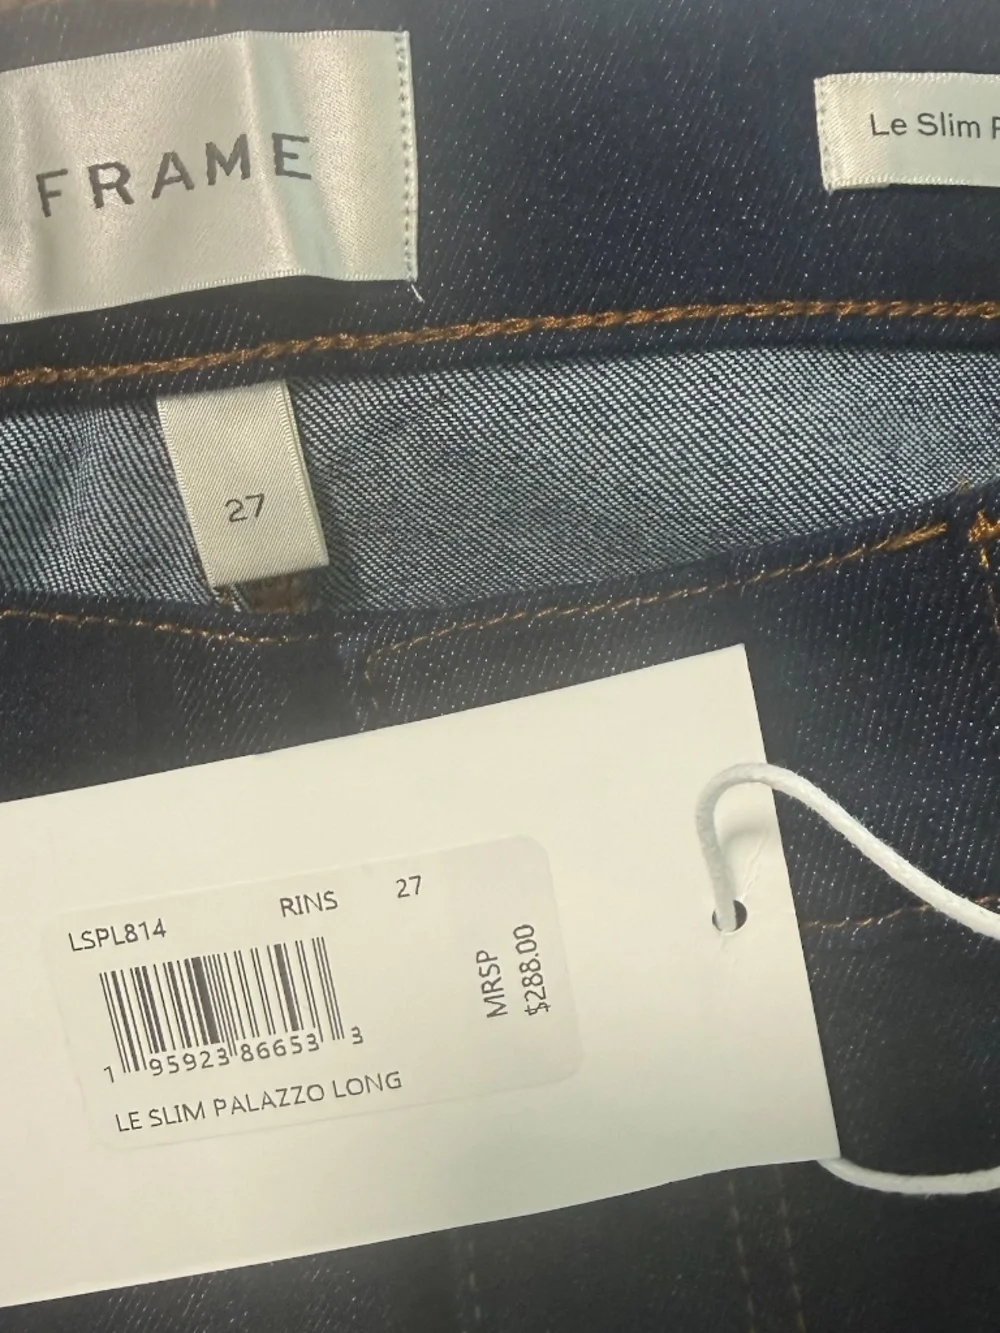 FRAME
Le Slim
27
LSPL814 RINS 27
1 95923 86653 3
LE SLIM PALAZZO LONG
MRSP
$288.00